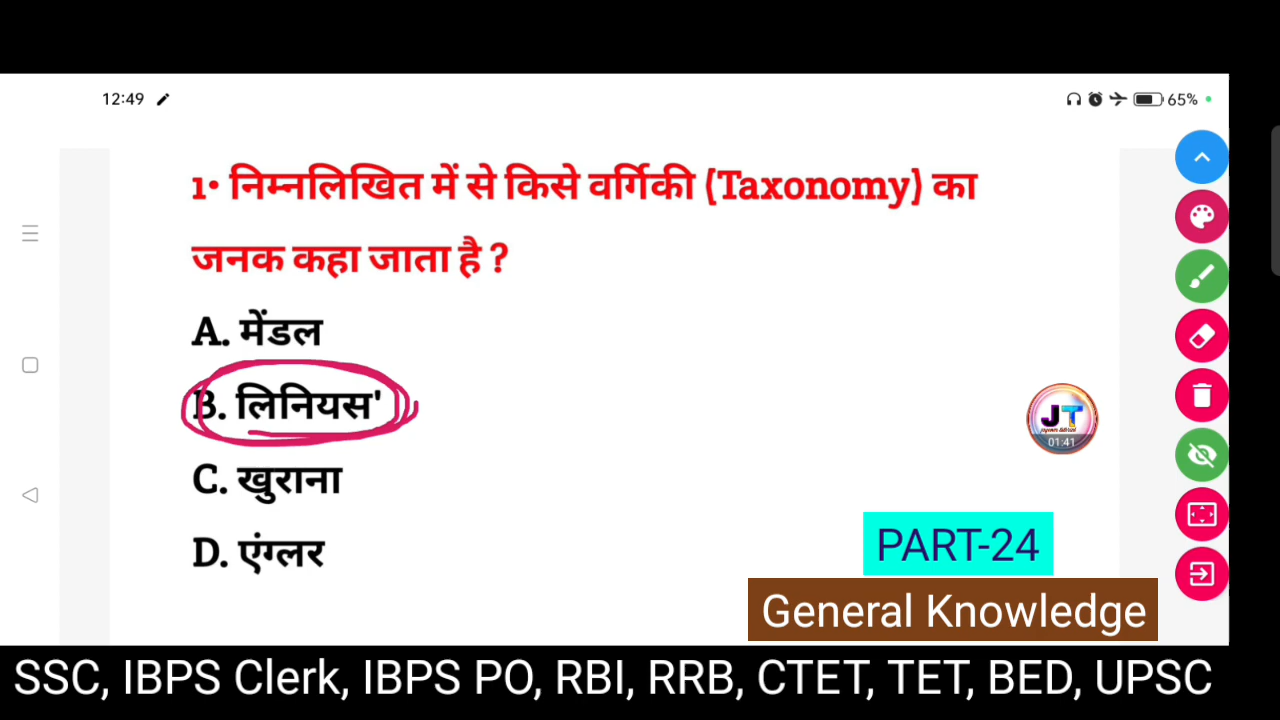 12:49
65%
1• निम्नलिखित में से किसे वर्गिकी (Taxonomy) का
जनक कहा जाता है ?
A. मेंडल
B. लिनियस'
C. खुराना
D. एंग्लर
JT
01:41
PART-24
General Knowledge
SSC, IBPS Clerk, IBPS PO, RBI, RRB, CTET, TET, BED, UPSC